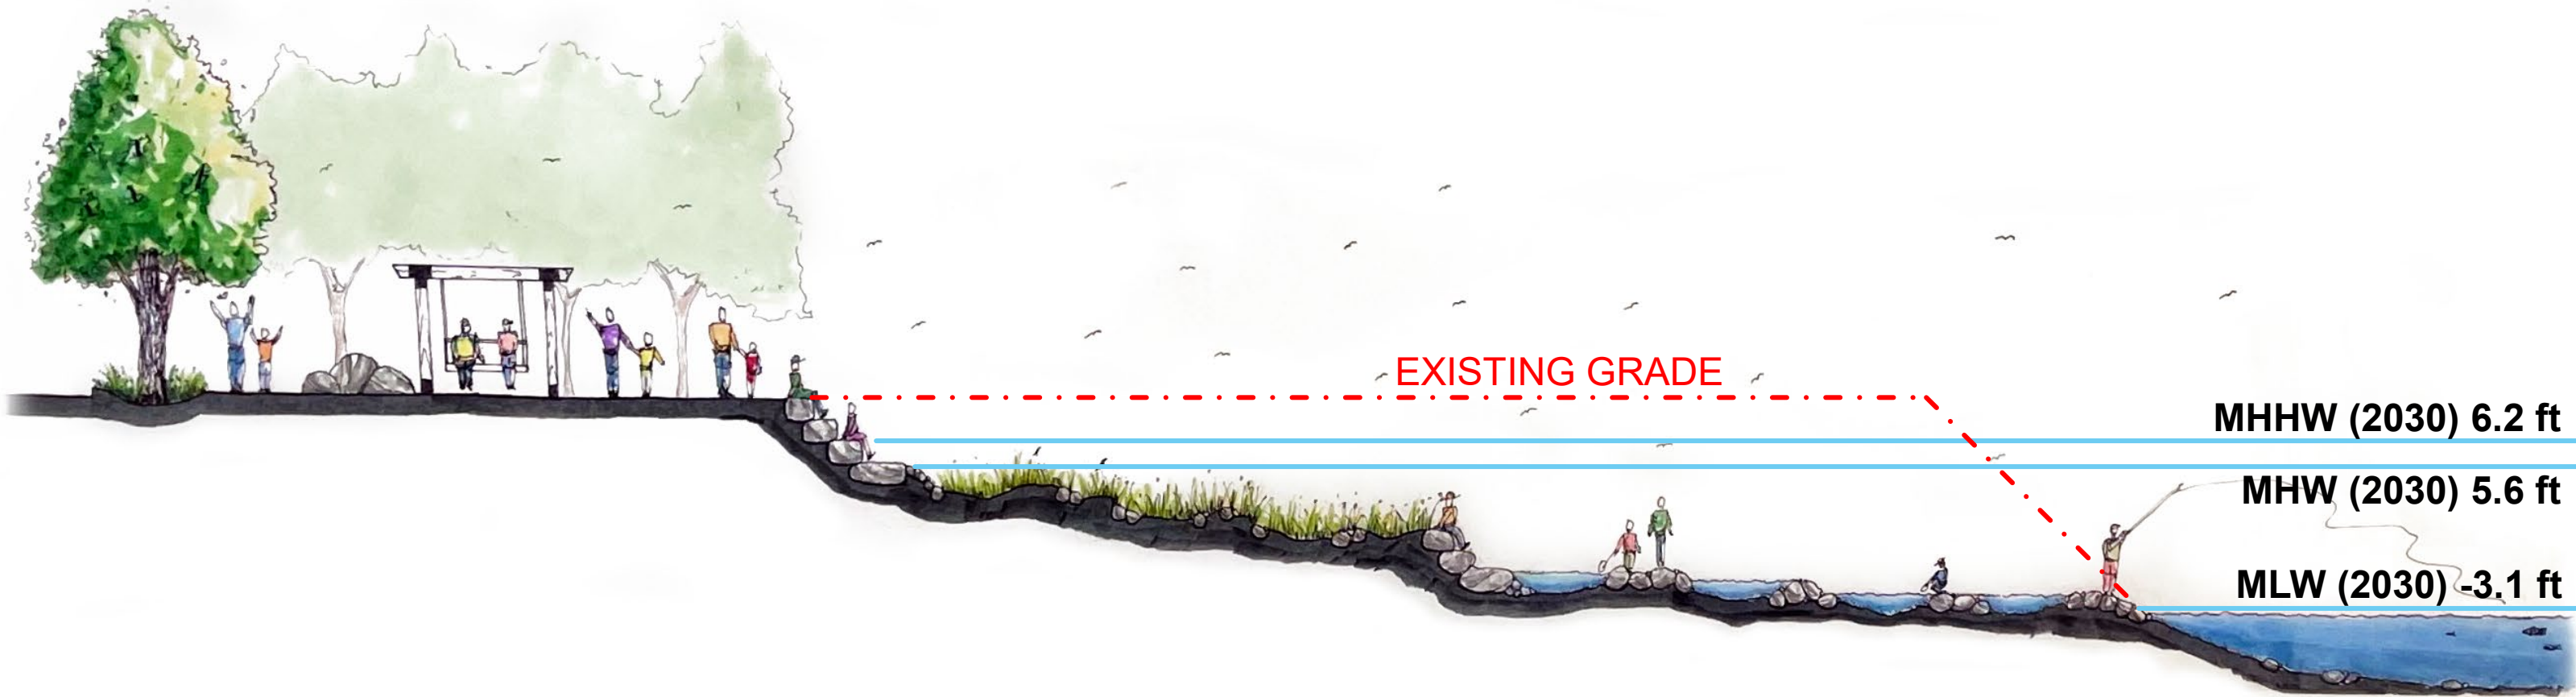 EXISTING GRADE
MHHW (2030) 6.2 ft
MHW (2030) 5.6 ft
MLW (2030) -3.1 ft